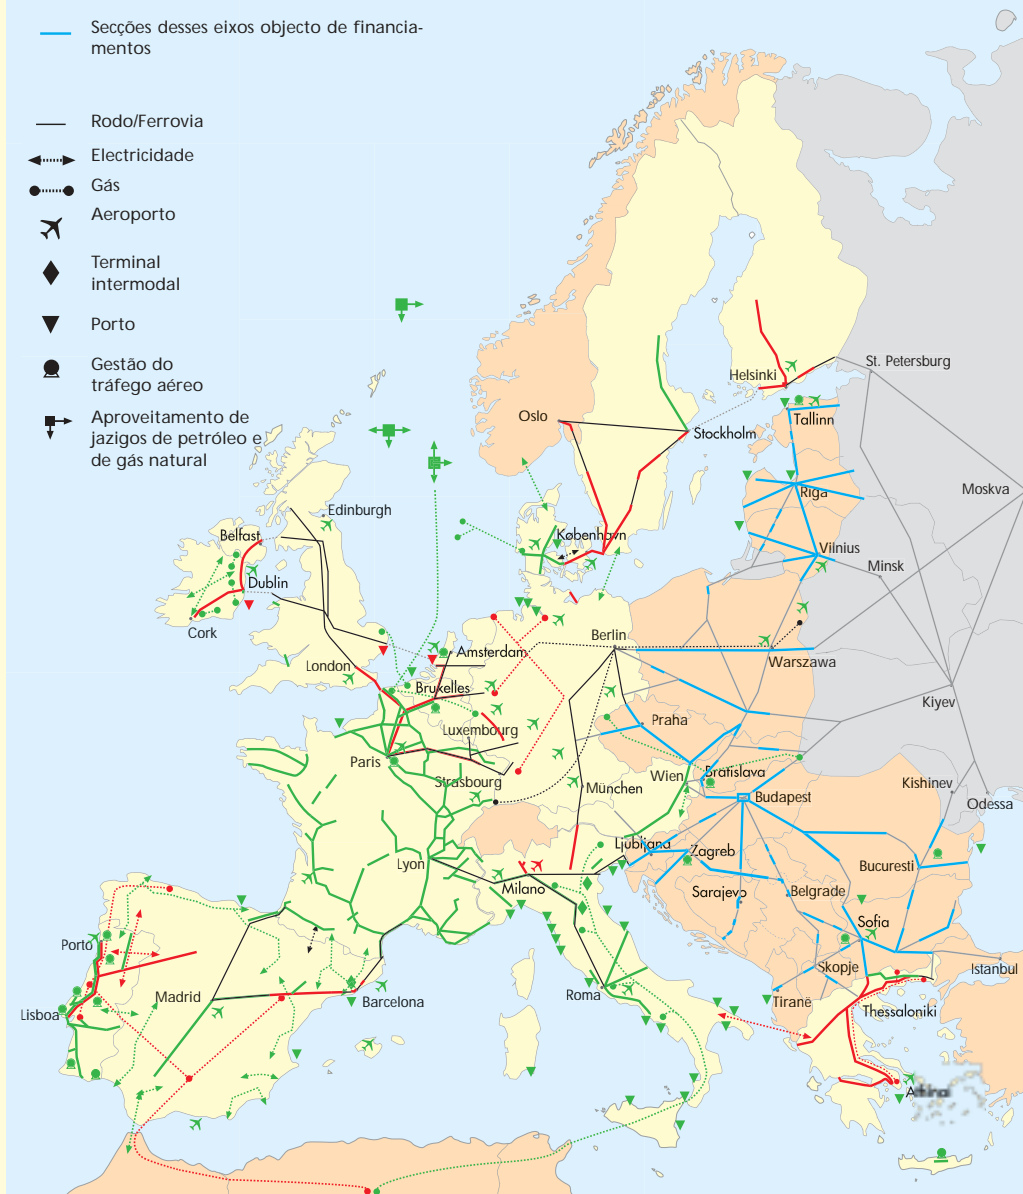 Secções desses eixos objecto de financia-
mentos
Rodo/Ferrovia
Electricidade
Gás
Aeroporto
Terminal
intermodal
Porto
Gestão do
tráfego aéreo
Aproveitamento de
jazigos de petróleo e
de gás natural
St. Petersburg
Helsinki
Oslo
Tallinn
Stockholm
Moskva
Riga
Edinburgh
Belfast
København
Vilnius
Minsk
Dublin
Cork
Berlin
Amsterdam
Warszawa
London
Bruxelles
Kiyev
Praha
Luxembourg
Paris
Wien
Bratislava
Strasbourg
Kishinev
München
Budapest
Odessa
Ljubljana
Zagreb
Lyon
Bucuresti
Milano
Sarajevo
Belgrade
Sofia
Porto
Skopje
Istanbul
Madrid
Roma
Barcelona
Tirane
Lisboa
Thessaloniki